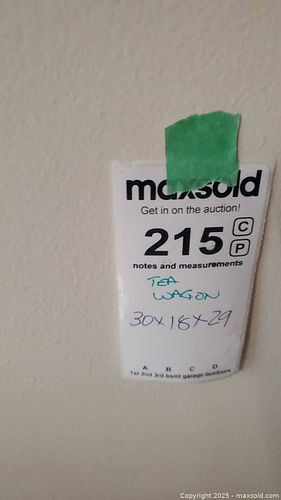 maxsold
Get in on the auction!
215 C
P
notes and measurements
TEA
WAGON
30x18x29
A B C D
1st 2nd 3rd bsmt garage outdoors
Copyright 2025 - maxsold.com